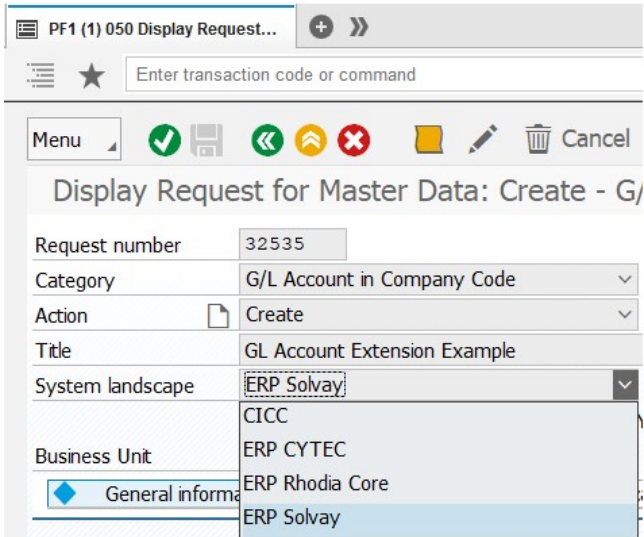 PF1 (1) 050 Display Request...
Enter transaction code or command
Menu
Cancel
Display Request for Master Data: Create - G/
Request number 32535
Category G/L Account in Company Code
Action Create
Title GL Account Extension Example
System landscape ERP Solvay
CICC
Business Unit
ERP CYTEC
ERP Rhodia Core
General informa
ERP Solvay